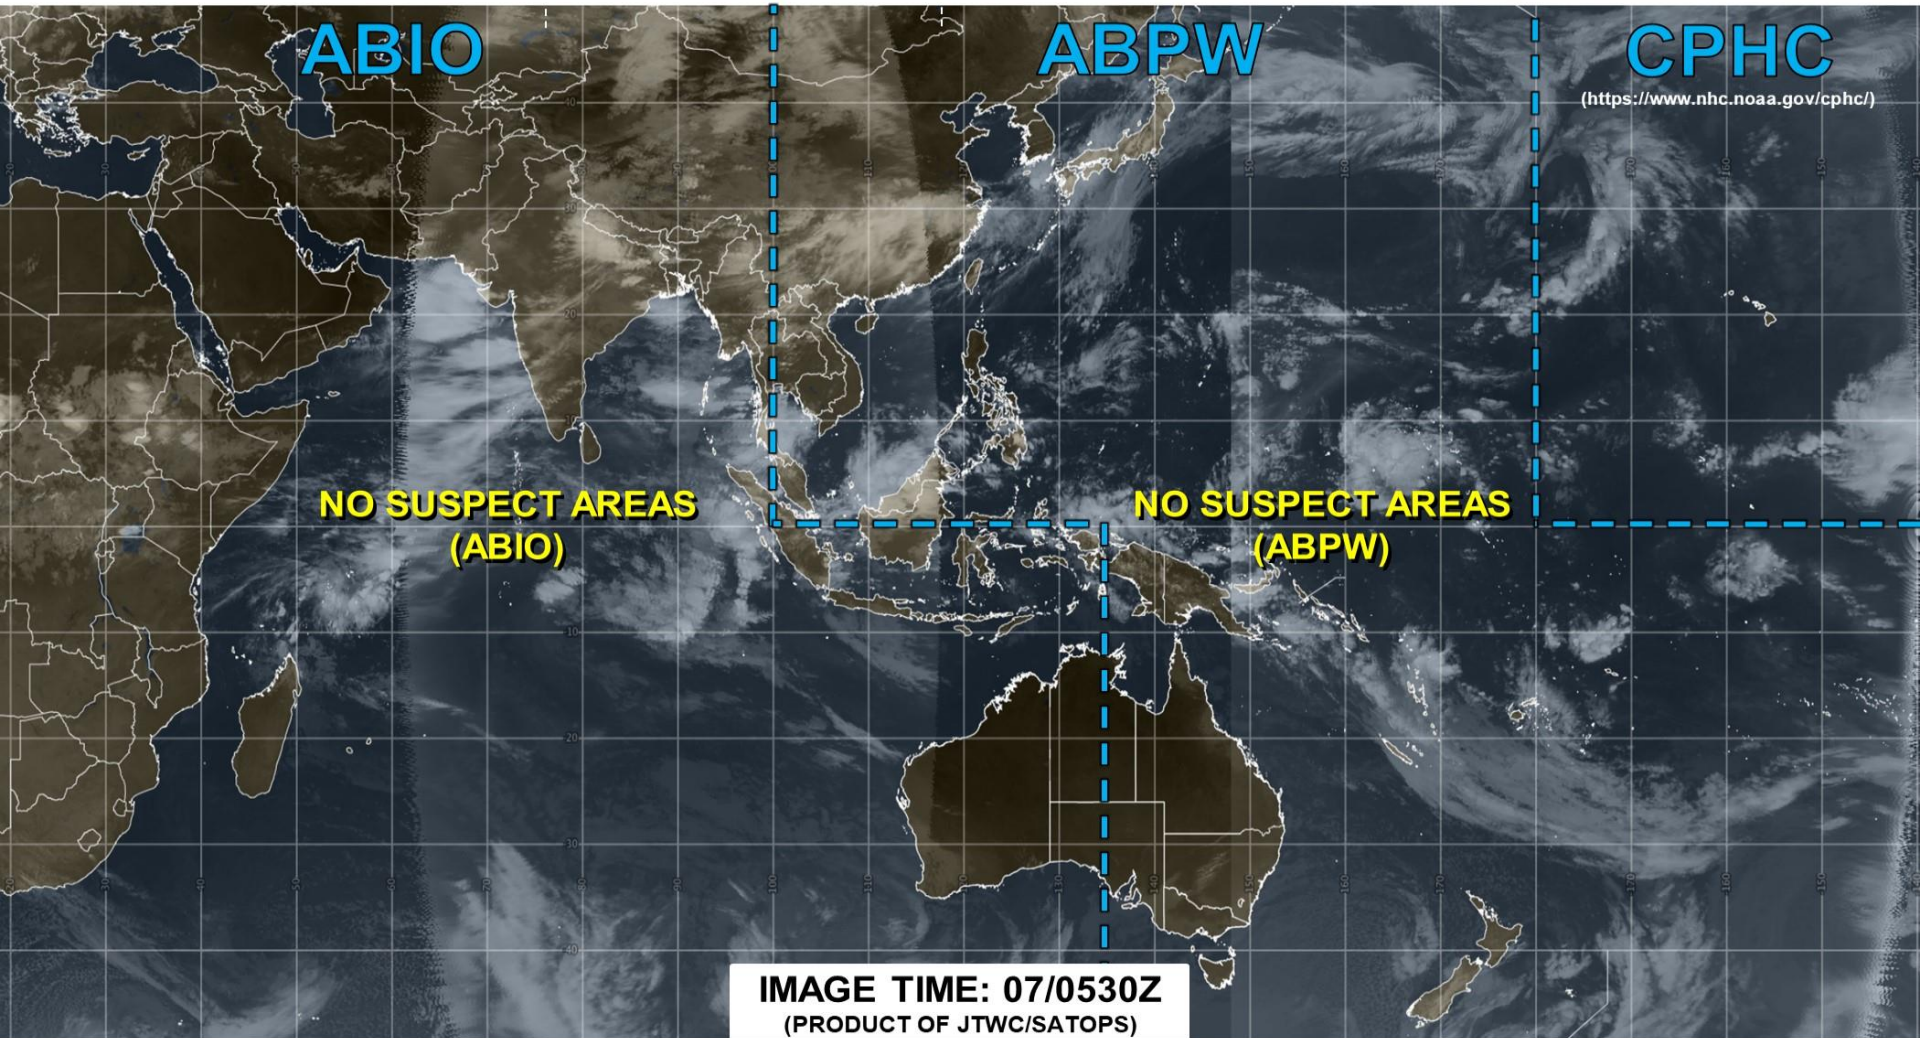 ABIO
ABPW
CPHC
(https://www.nhc.noaa.gov/cphc/)
NO SUSPECT AREAS
(ABIO)
NO SUSPECT AREAS
(ABPW)
IMAGE TIME: 07/0530Z
(PRODUCT OF JTWC/SATOPS)